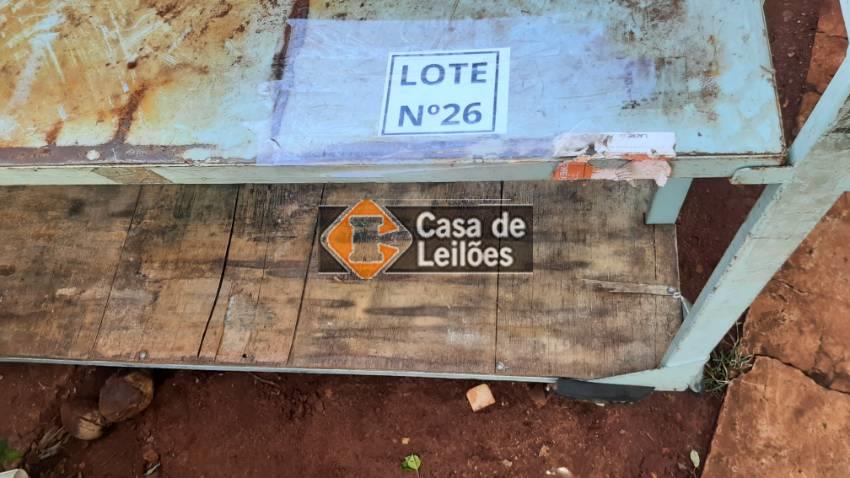 LOTE
Nº26
Casa de
Leilões